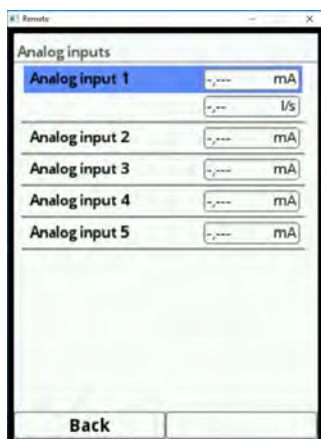 Remote
Analog inputs
Analog input 1 -,--- mA
-,-- l/s
Analog input 2 -,--- mA
Analog input 3 -,--- mA
Analog input 4 -,--- mA
Analog input 5 -,--- mA
Back